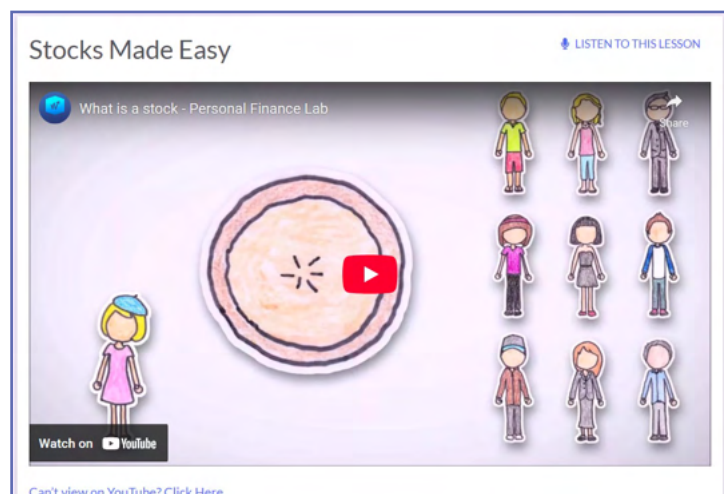 Stocks Made Easy
LISTEN TO THIS LESSON
What is a stock - Personal Finance Lab
Share
Watch on YouTube
Can't view on YouTube? Click Here